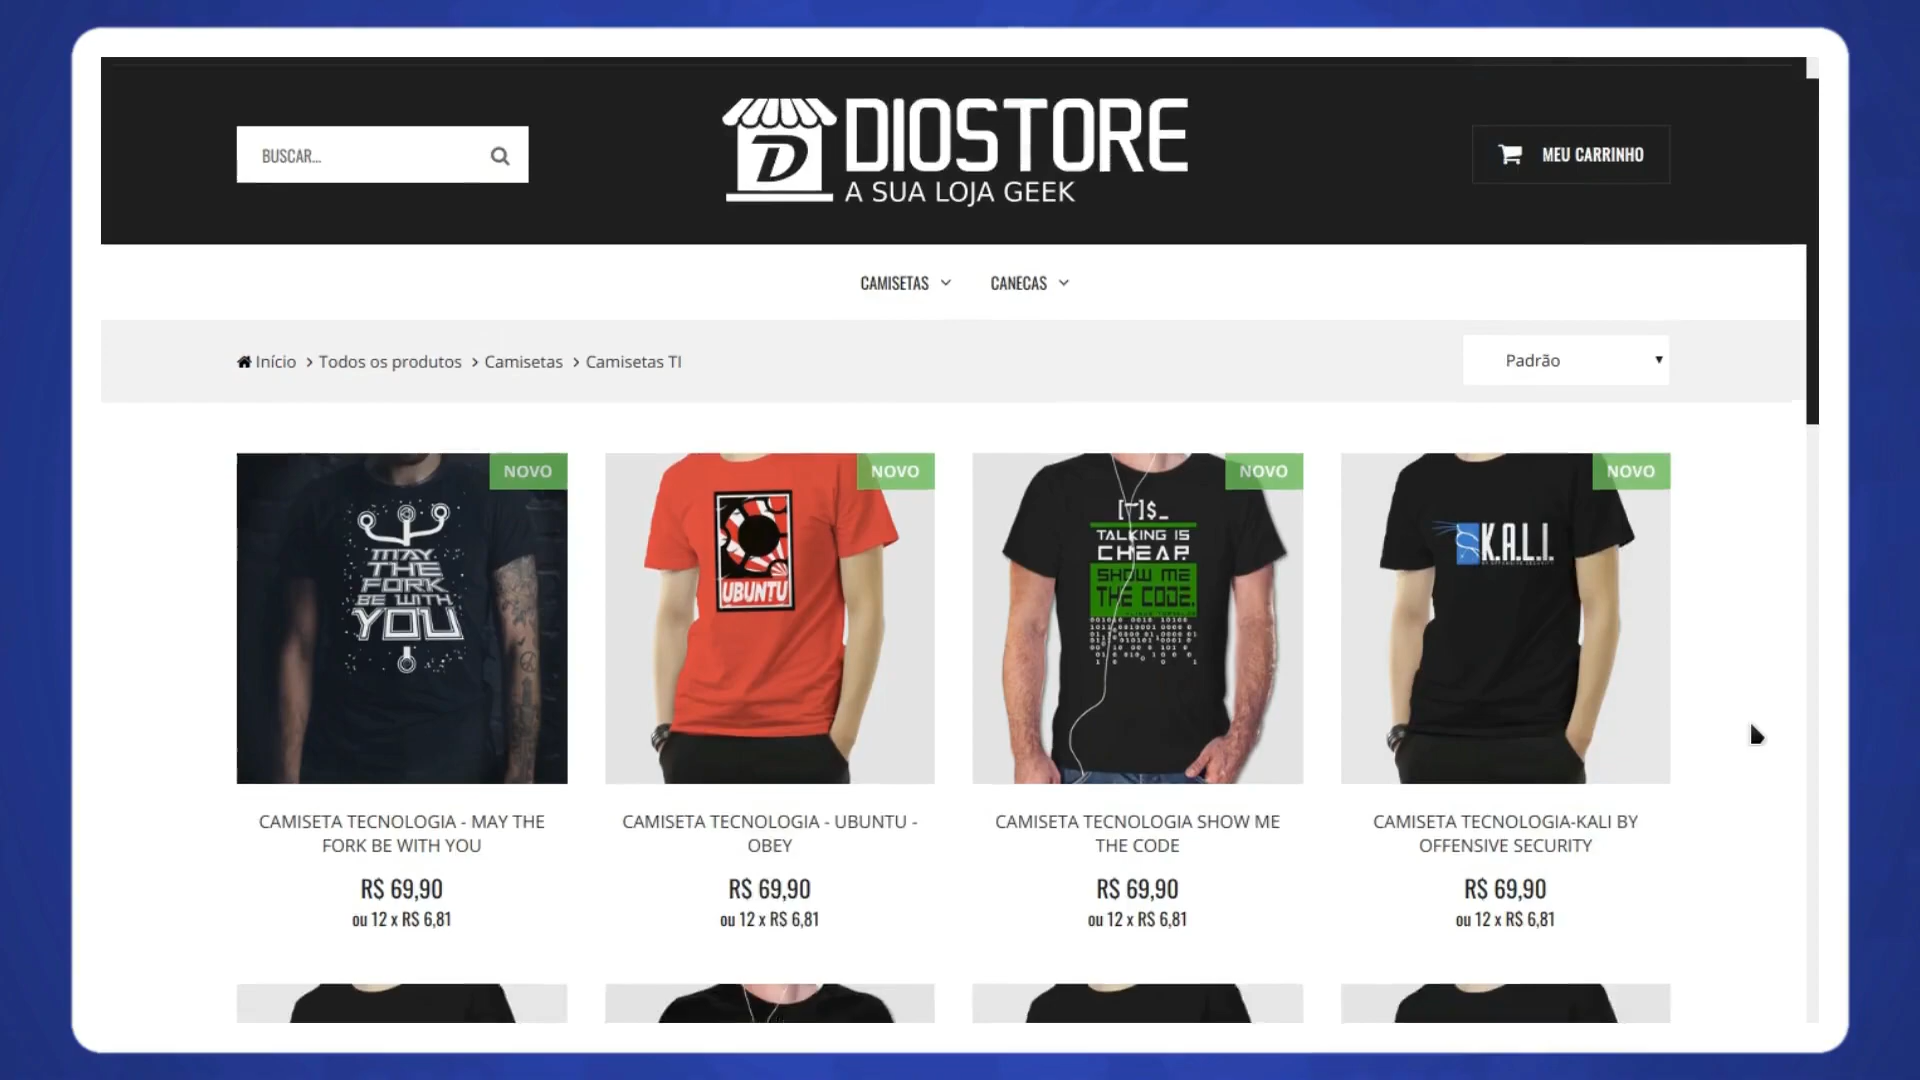 BUSCAR...
D
DIOSTORE
A SUA LOJA GEEK
MEU CARRINHO
CAMISETAS
CANECAS
Início > Todos os produtos > Camisetas > Camisetas TI
Padrão
NOVO
NOVO
NOVO
NOVO
MAY
THE
FORK
BE WITH
YOU
UBUNTU
[T]$_
TALKING IS
CHEAP.
SHOW ME
THE CODE.
K.A.L.I.
CAMISETA TECNOLOGIA - MAY THE
FORK BE WITH YOU
R$ 69,90
ou 12 x R$ 6,81
CAMISETA TECNOLOGIA - UBUNTU -
OBEY
R$ 69,90
ou 12 x R$ 6,81
CAMISETA TECNOLOGIA SHOW ME
THE CODE
R$ 69,90
ou 12 x R$ 6,81
CAMISETA TECNOLOGIA-KALI BY
OFFENSIVE SECURITY
R$ 69,90
ou 12 x R$ 6,81